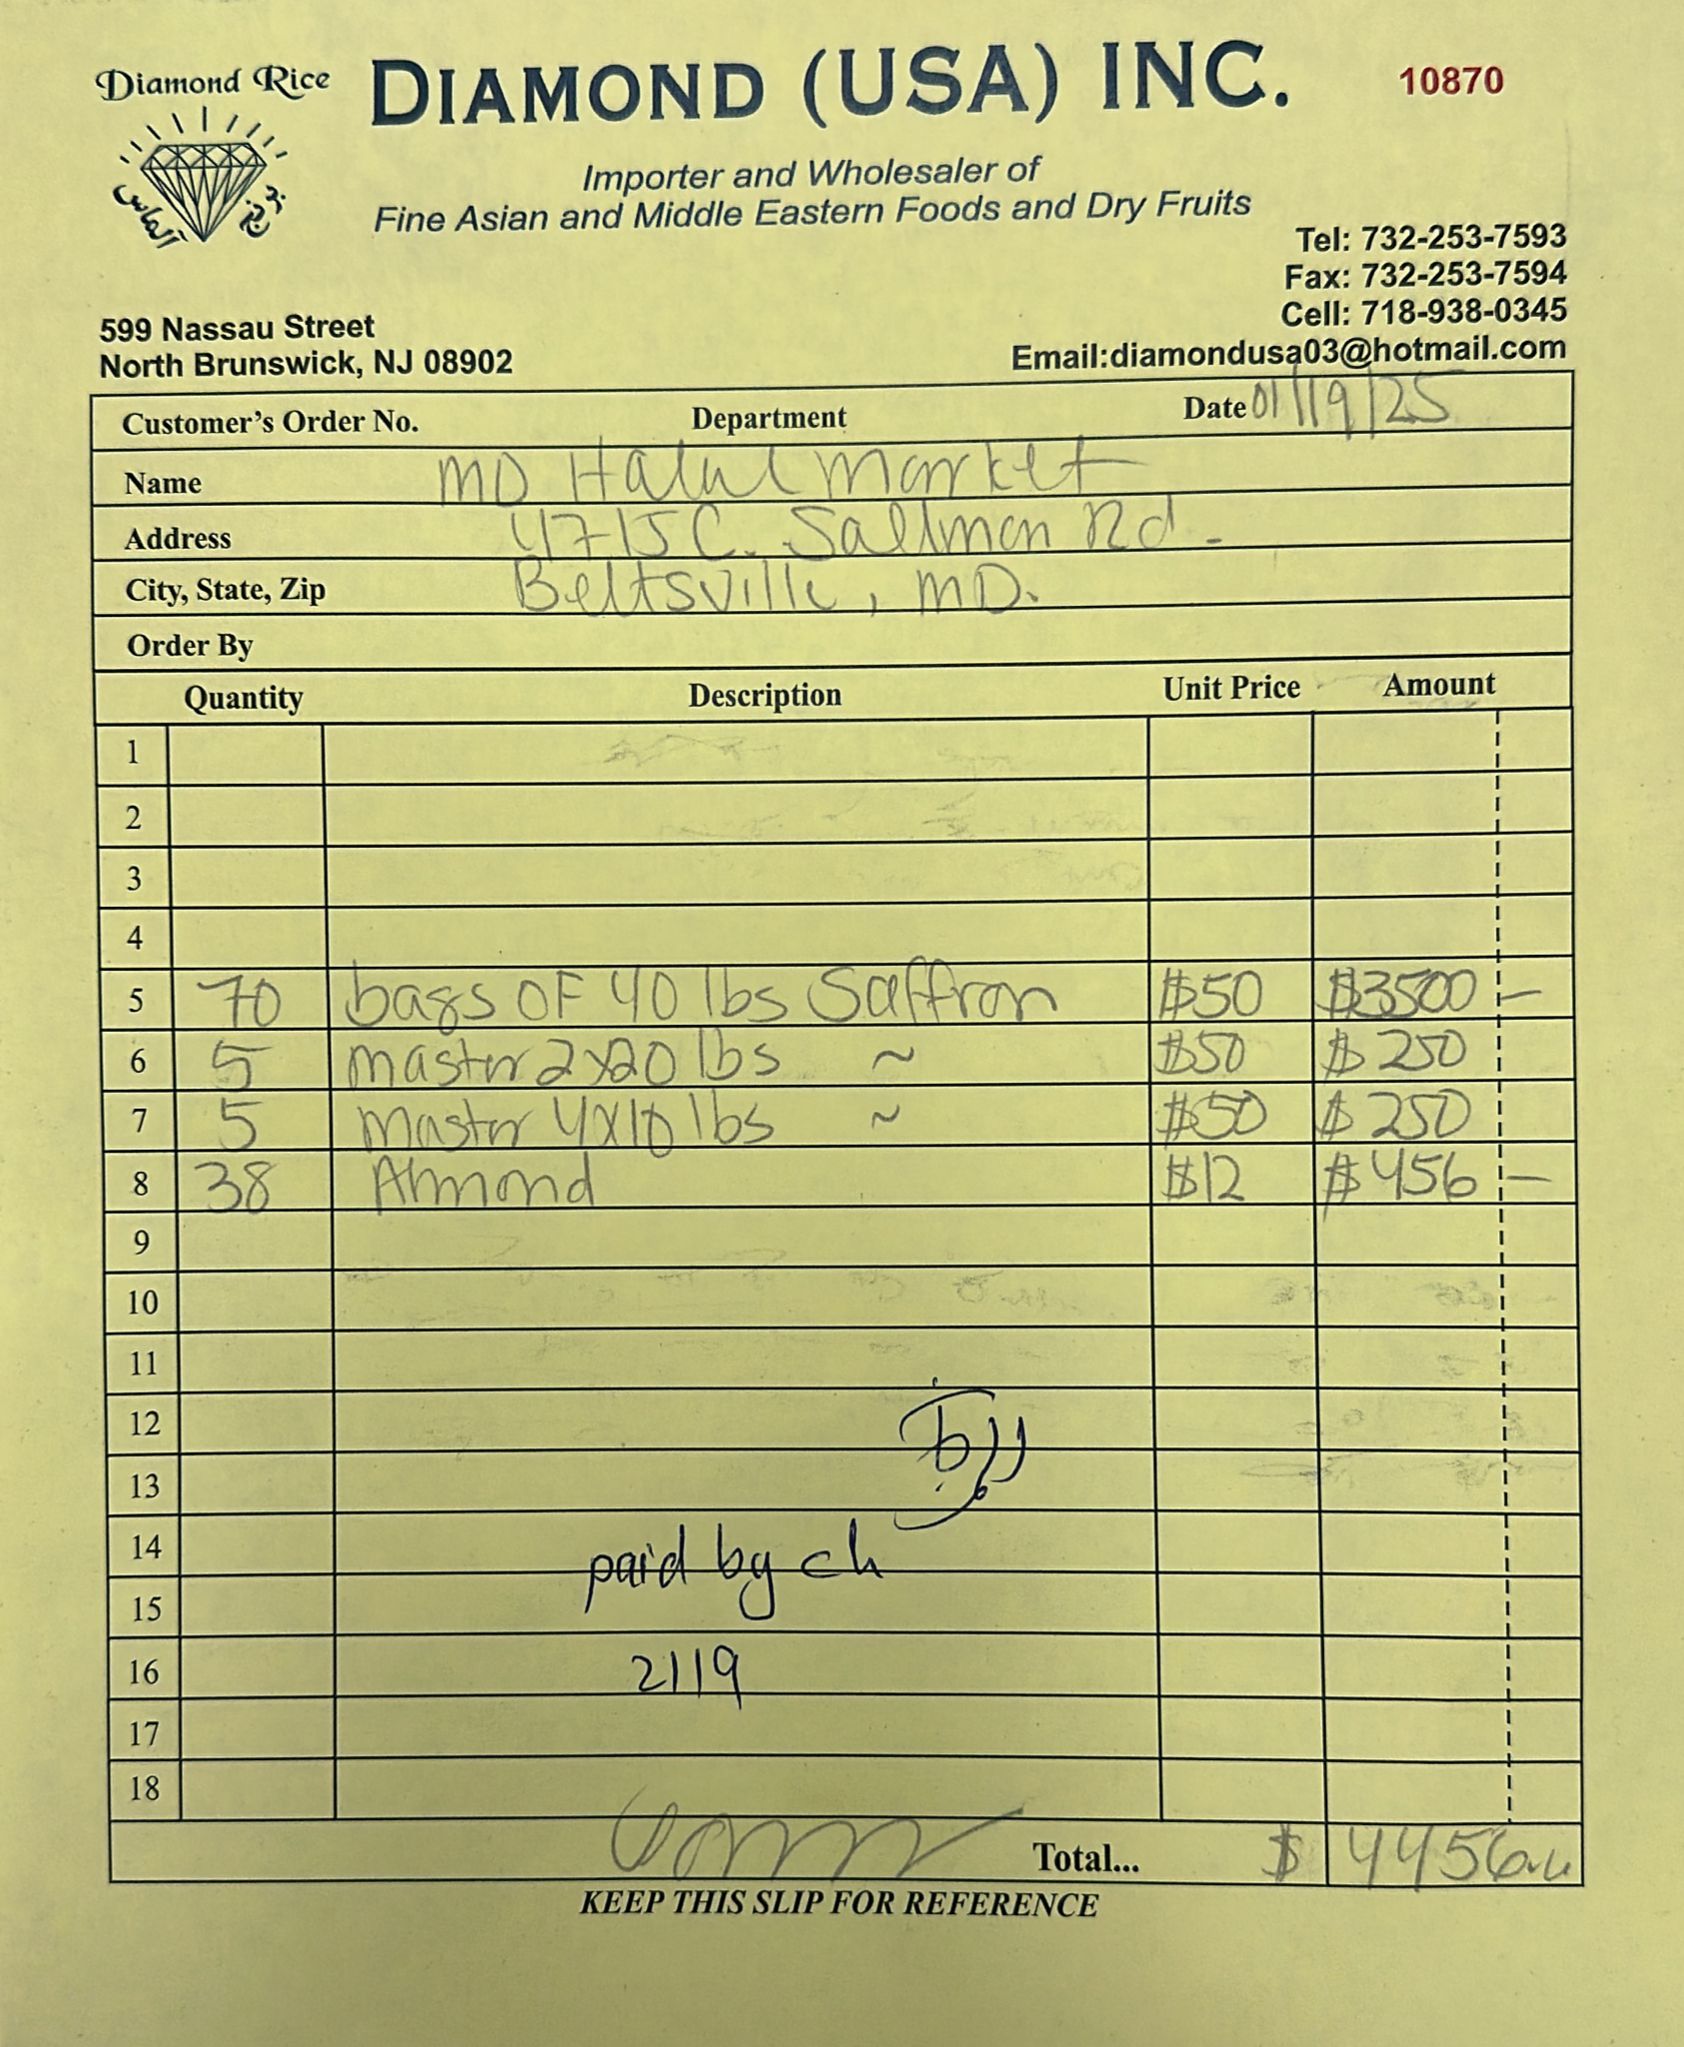 Diamond Rice
DIAMOND (USA) INC.
10870
Importer and Wholesaler of
Fine Asian and Middle Eastern Foods and Dry Fruits
Tel: 732-253-7593
Fax: 732-253-7594
Cell: 718-938-0345
599 Nassau Street
North Brunswick, NJ 08902
Email:diamondusa03@hotmail.com
Customer's Order No. Department Date 01/19/25
Name MD Halal Market
Address 4715 C. Sallman Rd.
City, State, Zip Beltsville, MD.
Order By
Quantity Description Unit Price Amount
1
2
3
4
5 70 bags OF 40 lbs Saffron $50 $3500 —
6 5 master 2x20 lbs ~ $50 $250
7 5 master 4x10 lbs ~ $50 $250
8 38 Almond $12 $456 —
9
10
11
12
13
14 paid by ch
15
16 2119
17
18
Total... $ 4456
KEEP THIS SLIP FOR REFERENCE